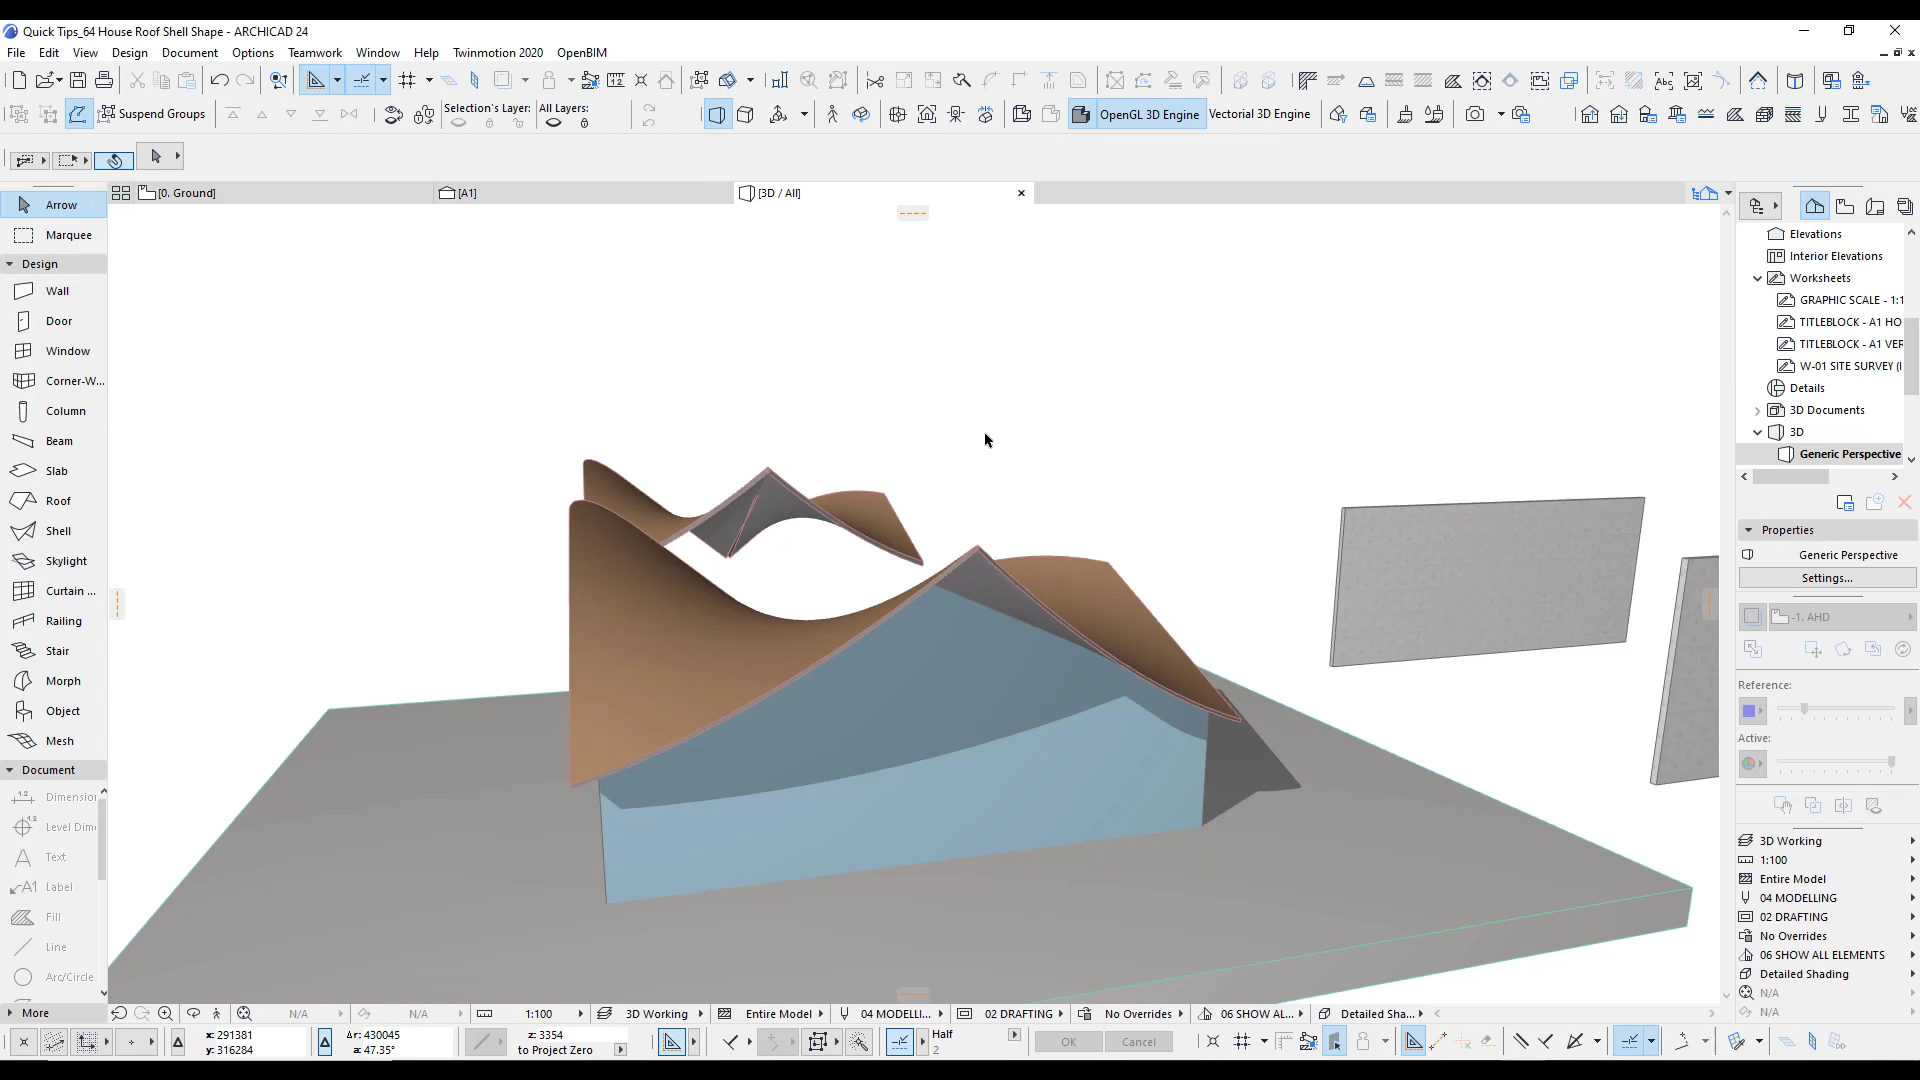 Quick Tips_64 House Roof Shell Shape - ARCHICAD 24
File Edit View Design Document Options Teamwork Window Help Twinmotion 2020 OpenBIM
Suspend Groups
Selection's Layer:
All Layers:
OpenGL 3D Engine
Vectorial 3D Engine
[0. Ground]
[A1]
[3D / All]
Arrow
Marquee
Design
Wall
Door
Window
Corner-W...
Column
Beam
Slab
Roof
Shell
Skylight
Curtain ...
Railing
Stair
Morph
Object
Mesh
Document
Dimension
Level Dim
Text
Label
Fill
Line
Arc/Circle
More
Elevations
Interior Elevations
Worksheets
GRAPHIC SCALE - 1:1
TITLEBLOCK - A1 HO
TITLEBLOCK - A1 VER
W-01 SITE SURVEY (I
Details
3D Documents
3D
Generic Perspective
Properties
Generic Perspective
Settings...
-1. AHD
Reference:
Active:
3D Working
1:100
Entire Model
04 MODELLING
02 DRAFTING
No Overrides
06 SHOW ALL ELEMENTS
Detailed Shading
N/A
N/A
N/A N/A 1:100 3D Working Entire Model 04 MODELLI... 02 DRAFTING No Overrides 06 SHOW AL... Detailed Sha...
x: 291381
y: 316284
Δr: 430045
a: 47.35°
z: 3354
to Project Zero
Half
2
OK
Cancel